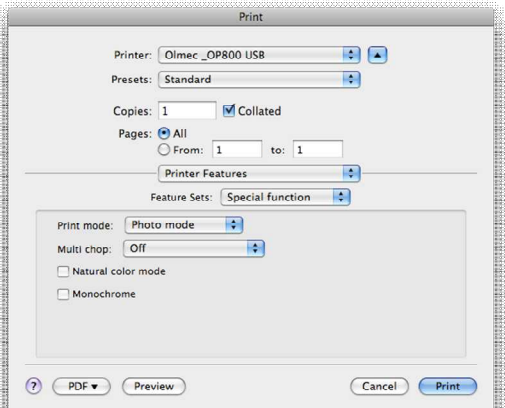 Print
Printer: Olmec _OP800 USB
Presets: Standard
Copies: 1 Collated
Pages: All
From: 1 to: 1
Printer Features
Feature Sets: Special function
Print mode: Photo mode
Multi chop: Off
Natural color mode
Monochrome
? PDF ▼ Preview Cancel Print